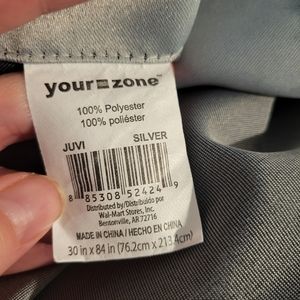 your zone
100% Polyester
100% poliéster
JUVI SILVER
8 85308 52424 9
Distributed by/Distribuido por
Wal-Mart Stores, Inc.
Bentonville, AR 72716
MADE IN CHINA / HECHO EN CHINA
30 in x 84 in (76.2cm x 213.4cm)